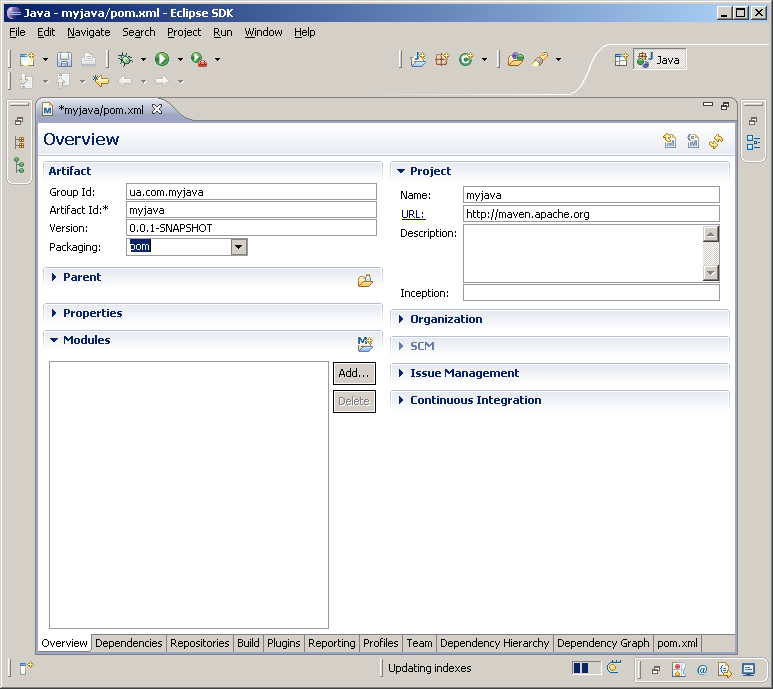 Java - myjava/pom.xml - Eclipse SDK
File Edit Navigate Search Project Run Window Help
Java
*myjava/pom.xml
Overview
Artifact
Group Id: ua.com.myjava
Artifact Id:* myjava
Version: 0.0.1-SNAPSHOT
Packaging: pom
Parent
Properties
Modules
Add...
Delete
Project
Name: myjava
URL: http://maven.apache.org
Description:
Inception:
Organization
SCM
Issue Management
Continuous Integration
Overview Dependencies Repositories Build Plugins Reporting Profiles Team Dependency Hierarchy Dependency Graph pom.xml
Updating indexes